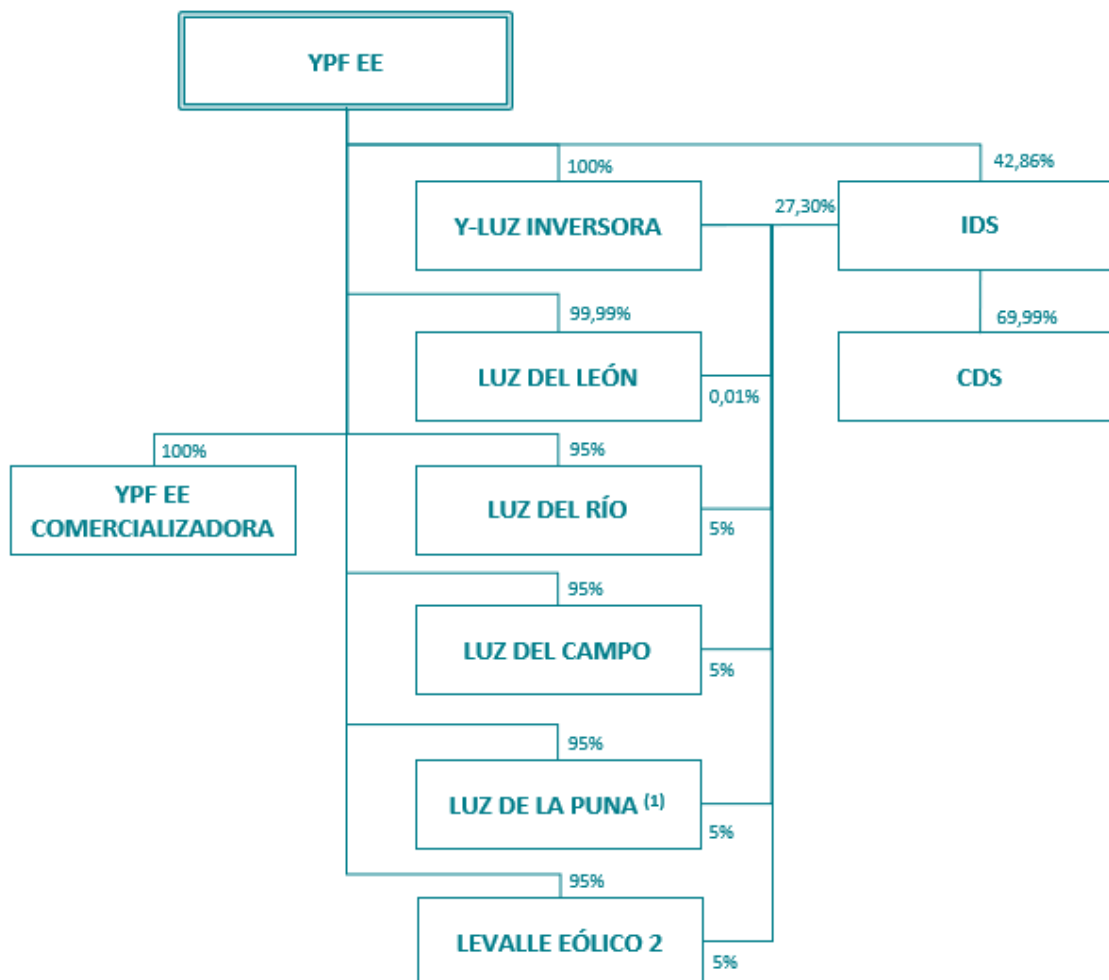 YPF EE
100%
42,86%
Y-LUZ INVERSORA
27,30%
IDS
99,99%
69,99%
LUZ DEL LEÓN
0,01%
CDS
100%
95%
YPF EE
COMERCIALIZADORA
LUZ DEL RÍO
5%
95%
LUZ DEL CAMPO
5%
95%
LUZ DE LA PUNA (1)
5%
95%
LEVALLE EÓLICO 2
5%